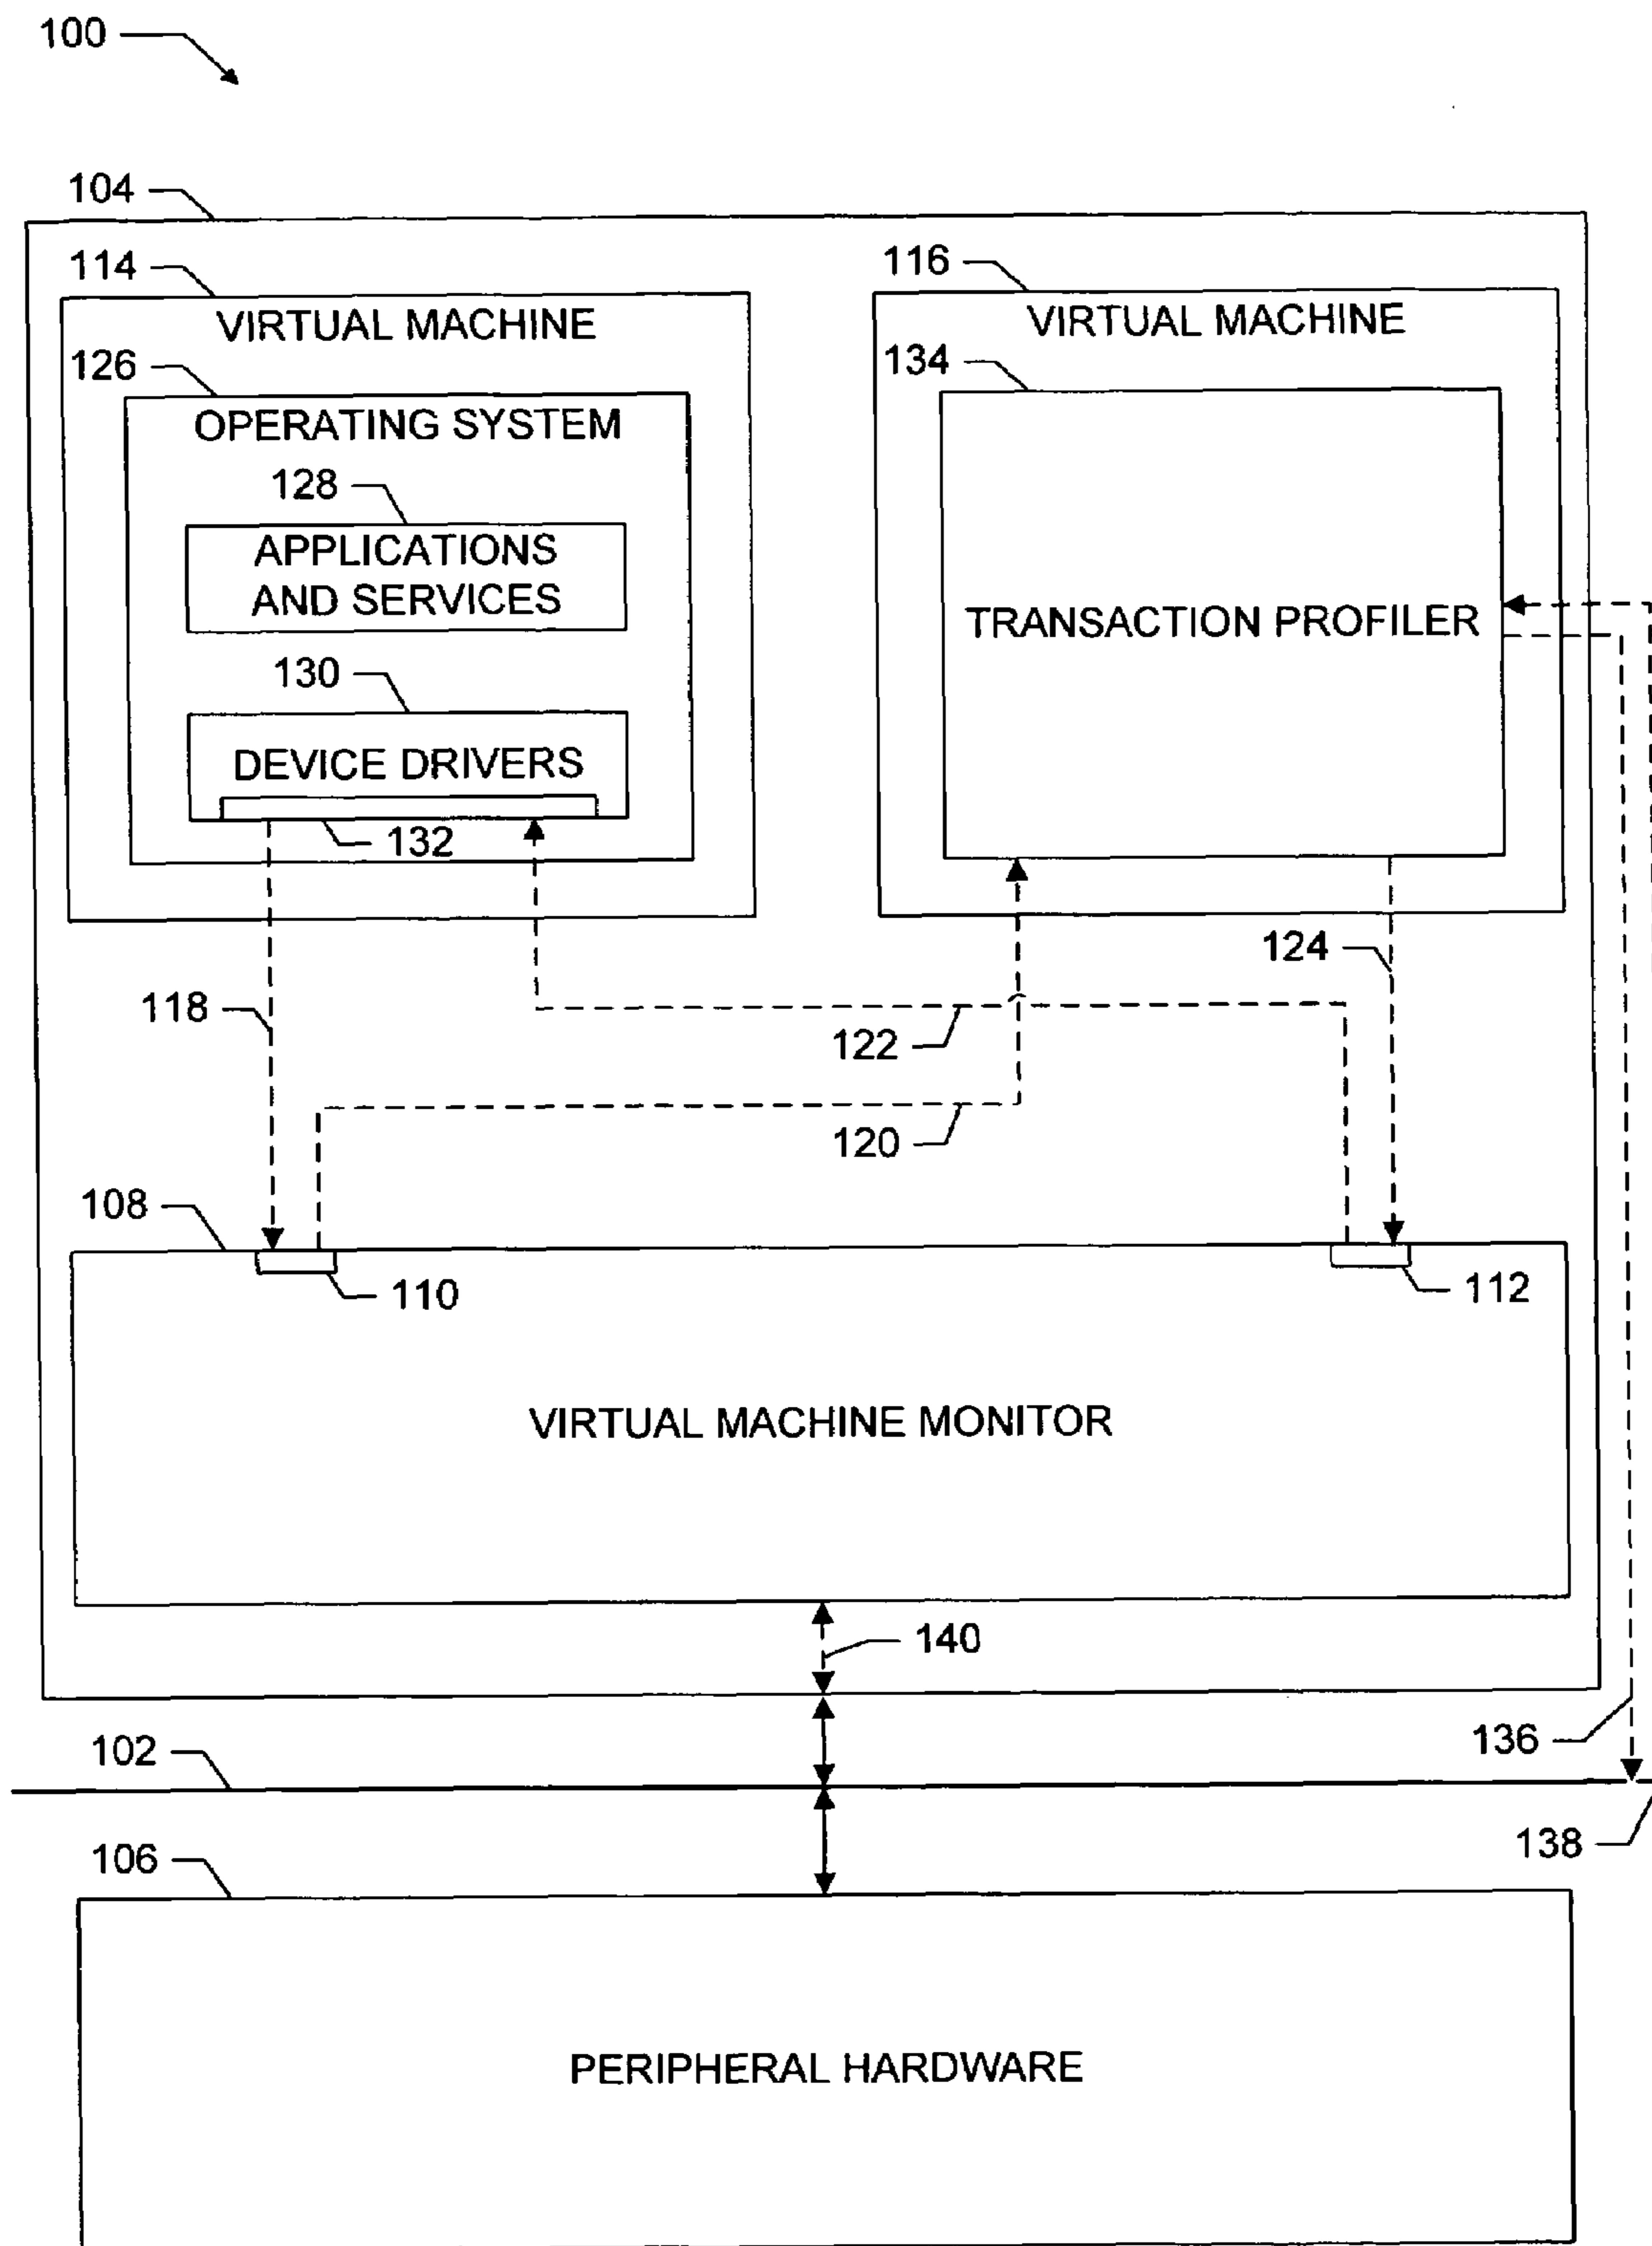 100
104
114
116
VIRTUAL MACHINE
VIRTUAL MACHINE
126
134
OPERATING SYSTEM
128
APPLICATIONS
AND SERVICES
TRANSACTION PROFILER
130
DEVICE DRIVERS
132
124
118
122
120
108
110
112
VIRTUAL MACHINE MONITOR
140
136
102
138
106
PERIPHERAL HARDWARE